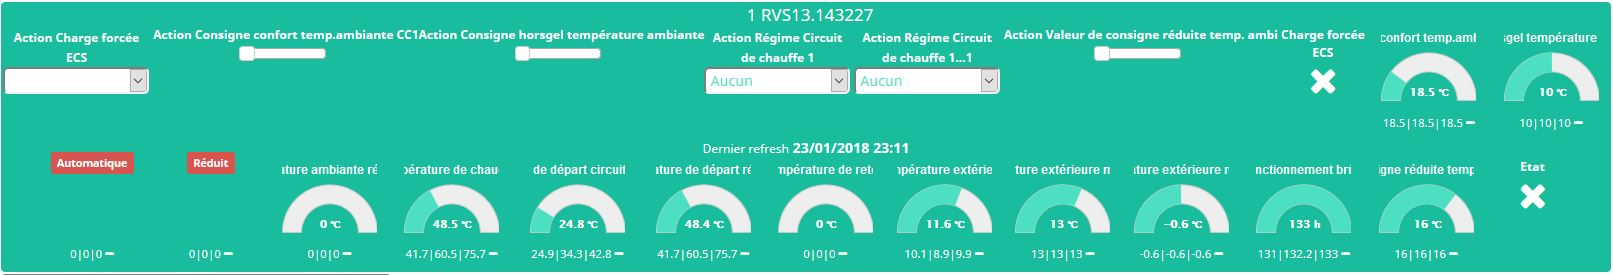 1 RVS13.143227
Action Charge forcée
ECS
Action Consigne confort temp.ambiante CC1
Action Consigne horsgel température ambiante
Action Régime Circuit
de chauffe 1
Aucun
Action Régime Circuit
de chauffe 1...1
Aucun
Action Valeur de consigne réduite temp. ambi
Charge forcée
ECS
confort temp.aml
18.5 °C
18.5|18.5|18.5
sgel température
10 °C
10|10|10
Dernier refresh 23/01/2018 23:11
Automatique
0|0|0
Réduit
0|0|0
ature ambiante ré
0 °C
0|0|0
pérature de chau
48.5 °C
41.7|60.5|75.7
de départ circuit
24.8 °C
24.9|34.3|42.8
ture de départ ré
48.4 °C
41.7|60.5|75.7
mpérature de reto
0 °C
0|0|0
npérature extérie
11.6 °C
10.1|8.9|9.9
ture extérieure n
13 °C
13|13|13
ature extérieure r
-0.6 °C
-0.6|-0.6|-0.6
nctionnement bri
133 h
131|132.2|133
igne réduite temp
16 °C
16|16|16
Etat